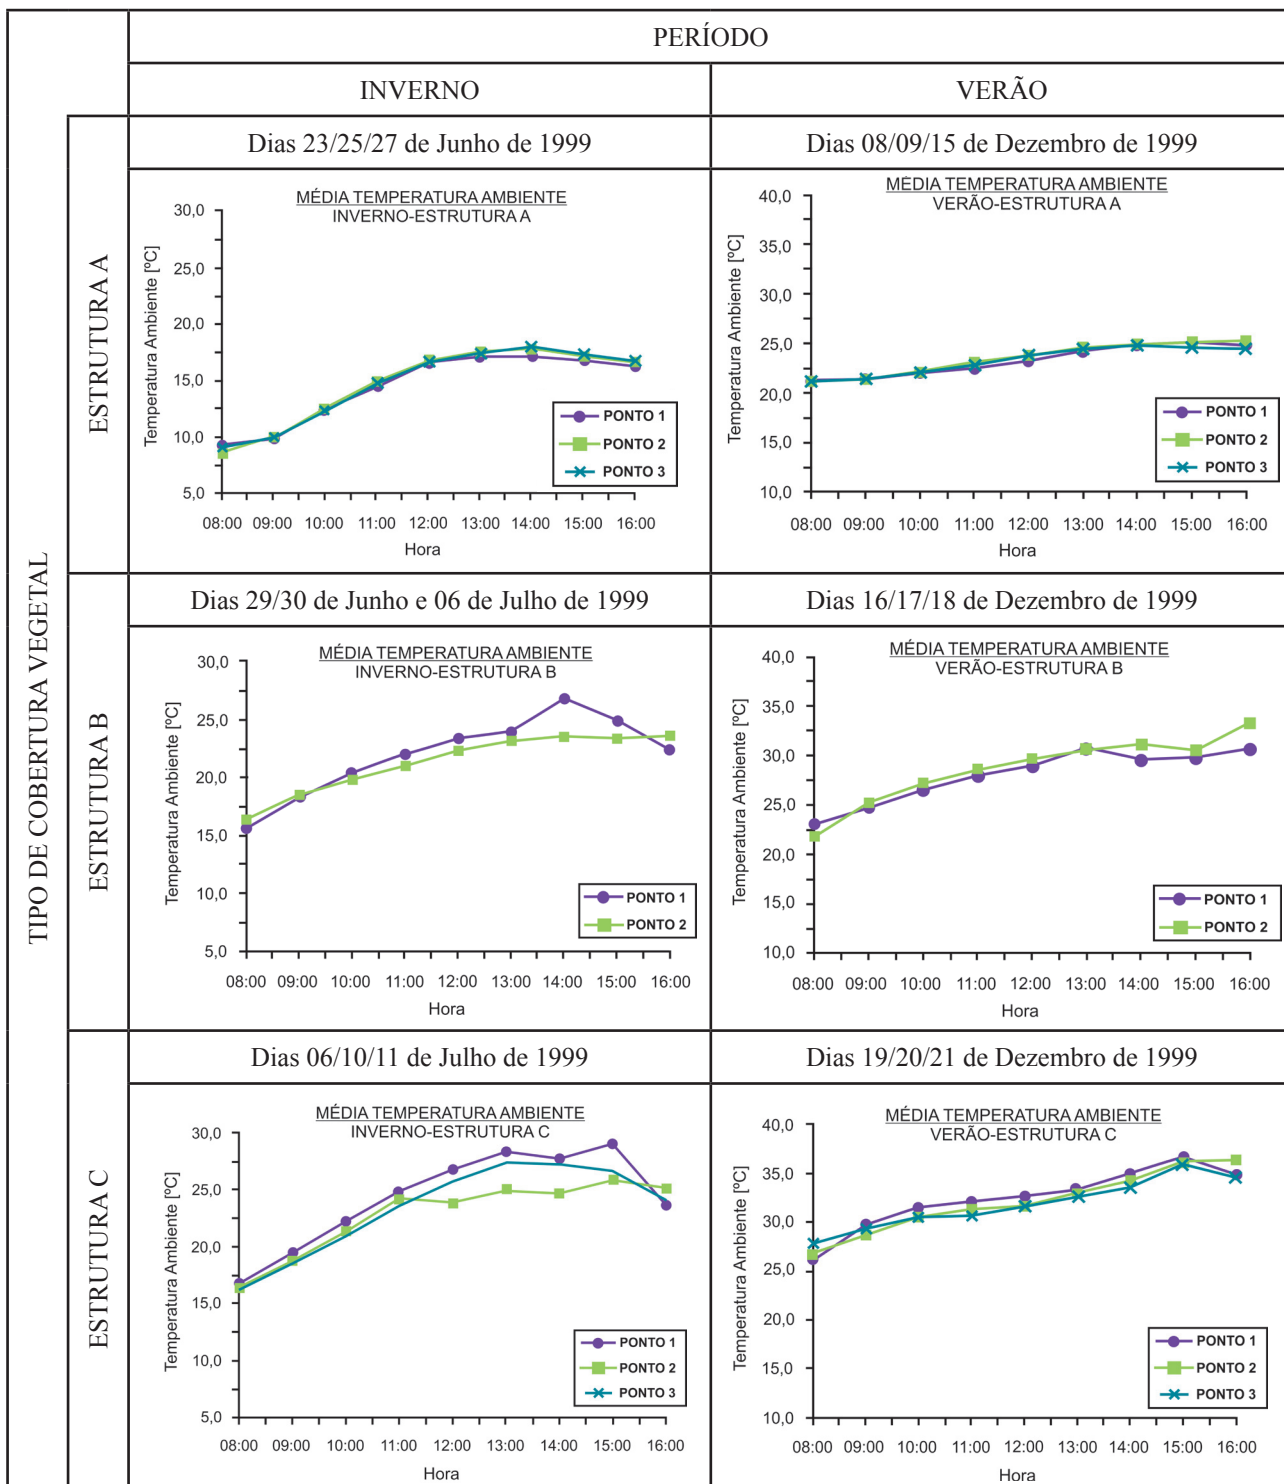 PERÍODO
INVERNO
VERÃO
TIPO DE COBERTURA VEGETAL
ESTRUTURA A
Dias 23/25/27 de Junho de 1999
MÉDIA TEMPERATURA AMBIENTE
INVERNO-ESTRUTURA A
Temperatura Ambiente [ºC]
30,0
25,0
20,0
15,0
10,0
5,0
PONTO 1
PONTO 2
PONTO 3
08:00 09:00 10:00 11:00 12:00 13:00 14:00 15:00 16:00
Hora
Dias 08/09/15 de Dezembro de 1999
MÉDIA TEMPERATURA AMBIENTE
VERÃO-ESTRUTURA A
Temperatura Ambiente [ºC]
40,0
35,0
30,0
25,0
20,0
15,0
10,0
PONTO 1
PONTO 2
PONTO 3
08:00 09:00 10:00 11:00 12:00 13:00 14:00 15:00 16:00
Hora
ESTRUTURA B
Dias 29/30 de Junho e 06 de Julho de 1999
MÉDIA TEMPERATURA AMBIENTE
INVERNO-ESTRUTURA B
Temperatura Ambiente [ºC]
30,0
25,0
20,0
15,0
10,0
5,0
PONTO 1
PONTO 2
08:00 09:00 10:00 11:00 12:00 13:00 14:00 15:00 16:00
Hora
Dias 16/17/18 de Dezembro de 1999
MÉDIA TEMPERATURA AMBIENTE
VERÃO-ESTRUTURA B
Temperatura Ambiente [ºC]
40,0
35,0
30,0
25,0
20,0
15,0
10,0
PONTO 1
PONTO 2
08:00 09:00 10:00 11:00 12:00 13:00 14:00 15:00 16:00
Hora
ESTRUTURA C
Dias 06/10/11 de Julho de 1999
MÉDIA TEMPERATURA AMBIENTE
INVERNO-ESTRUTURA C
Temperatura Ambiente [ºC]
30,0
25,0
20,0
15,0
10,0
5,0
PONTO 1
PONTO 2
PONTO 3
08:00 09:00 10:00 11:00 12:00 13:00 14:00 15:00 16:00
Hora
Dias 19/20/21 de Dezembro de 1999
MÉDIA TEMPERATURA AMBIENTE
VERÃO-ESTRUTURA C
Temperatura Ambiente [ºC]
40,0
35,0
30,0
25,0
20,0
15,0
10,0
PONTO 1
PONTO 2
PONTO 3
08:00 09:00 10:00 11:00 12:00 13:00 14:00 15:00 16:00
Hora